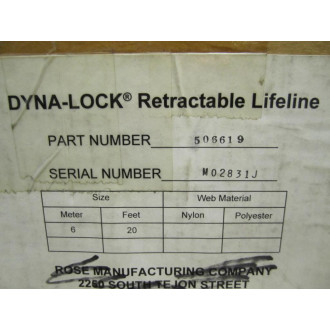 DYNA-LOCK® Retractable Lifeline
PART NUMBER 506619
SERIAL NUMBER M02831J
Size Web Material
Meter Feet Nylon Polyester
6 20
ROSE MANUFACTURING COMPANY
2250 SOUTH TEJON STREET